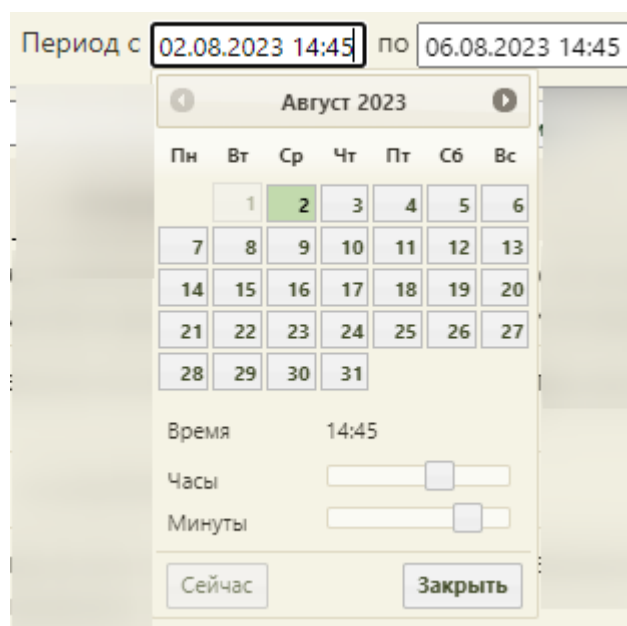 Период с 02.08.2023 14:45 по 06.08.2023 14:45
Август 2023
Пн Вт Ср Чт Пт Сб Вс
1 2 3 4 5 6
7 8 9 10 11 12 13
14 15 16 17 18 19 20
21 22 23 24 25 26 27
28 29 30 31
Время 14:45
Часы
Минуты
Сейчас Закрыть